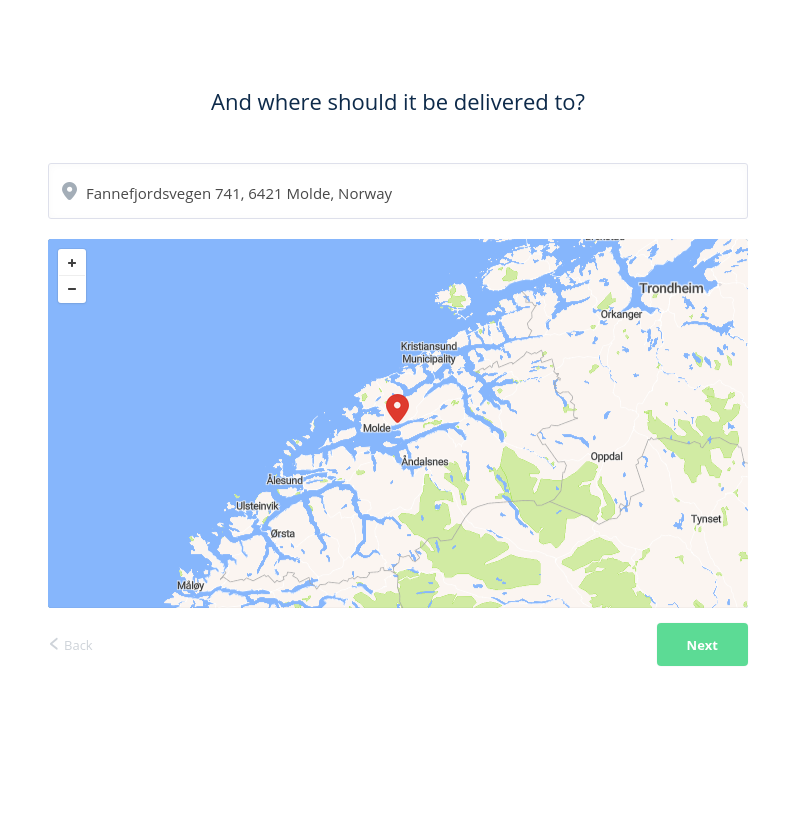 And where should it be delivered to?
Fannefjordsvegen 741, 6421 Molde, Norway
+
−
Trondheim
Orkanger
Kristiansund
Municipality
Molde
Åndalsnes
Oppdal
Ålesund
Ulsteinvik
Ørsta
Tynset
Måløy
Back
Next